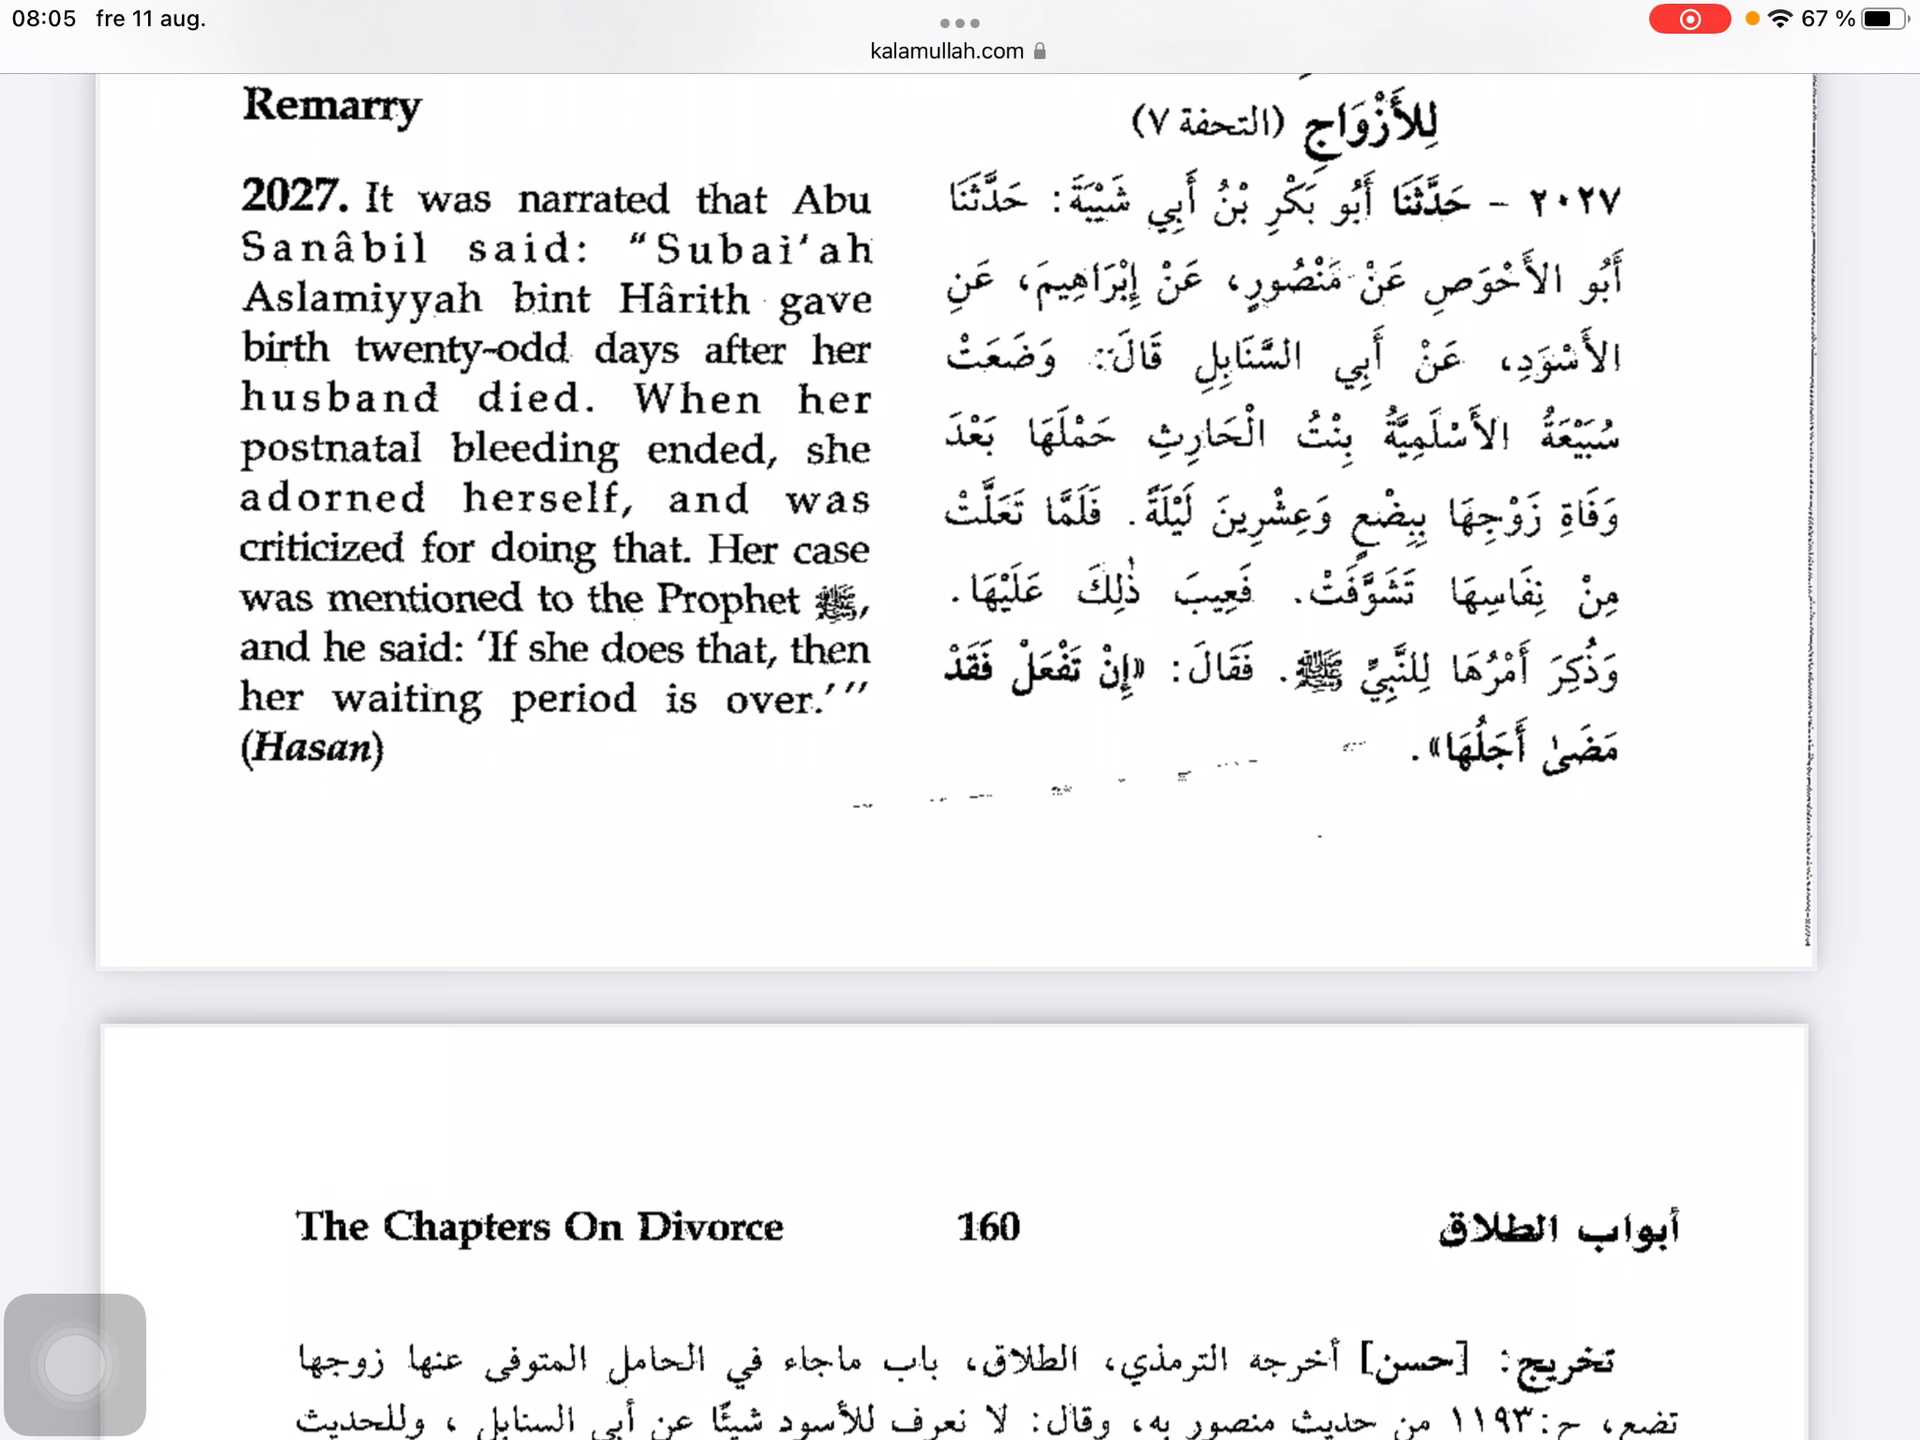 08:05 fre 11 aug.
67 %
kalamullah.com
Remarry
2027. It was narrated that Abu
Sanâbil said: “Subai‘ah
Aslamiyyah bint Hârith gave
birth twenty-odd days after her
husband died. When her
postnatal bleeding ended, she
adorned herself, and was
criticized for doing that. Her case
was mentioned to the Prophet ﷺ,
and he said: ‘If she does that, then
her waiting period is over.’”
(Hasan)
لِلأَزْوَاجِ (التحفة ٧)
٢٠٢٧ - حَدَّثَنَا أَبُو بَكْرِ بْنُ أَبِي شَيْبَةَ: حَدَّثَنَا
أَبُو الأَحْوَصِ عَنْ مَنْصُورٍ، عَنْ إِبْرَاهِيمَ، عَنِ
الأَسْوَدِ، عَنْ أَبِي السَّنَابِلِ قَالَ: وَضَعَتْ
سُبَيْعَةُ الأَسْلَمِيَّةُ بِنْتُ الْحَارِثِ حَمْلَهَا بَعْدَ
وَفَاةِ زَوْجِهَا بِبِضْعٍ وَعِشْرِينَ لَيْلَةً. فَلَمَّا تَعَلَّتْ
مِنْ نِفَاسِهَا تَشَوَّفَتْ. فَعِيبَ ذٰلِكَ عَلَيْهَا.
وَذُكِرَ أَمْرُهَا لِلنَّبِيِّ ﷺ. فَقَالَ: «إِنْ تَفْعَلْ فَقَدْ
مَضَىٰ أَجَلُهَا».
The Chapters On Divorce 160 أبواب الطلاق
تخريج: [حسن] أخرجه الترمذي، الطلاق، باب ماجاء في الحامل المتوفى عنها زوجها
تضع، ح:١١٩٣ من حديث منصور به، وقال: لا نعرف للأسود شيئًا عن أبي السنابل ، وللحديث